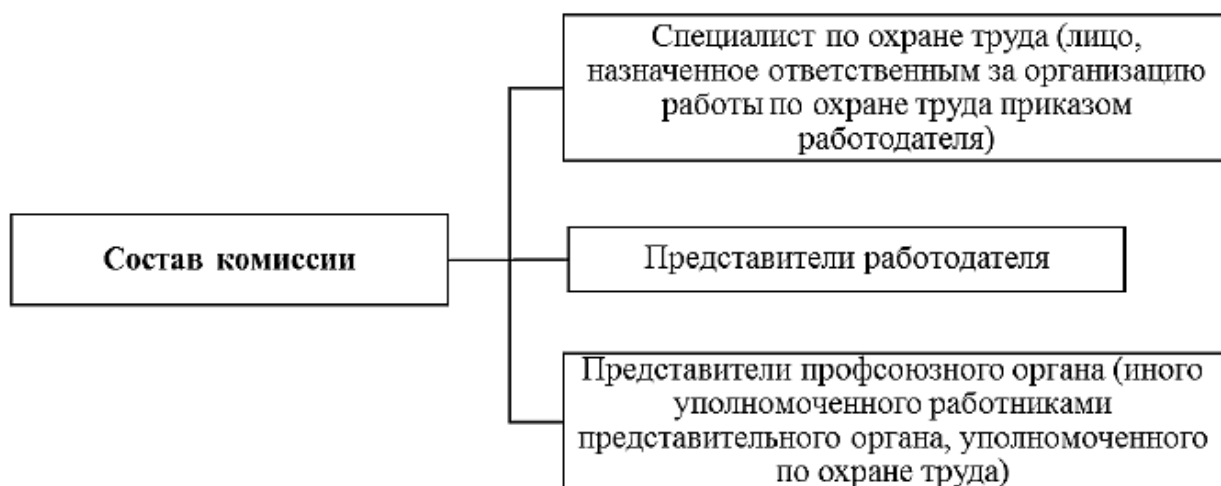 Специалист по охране труда (лицо,
назначенное ответственным за организацию
работы по охране труда приказом
работодателя)
Состав комиссии
Представители работодателя
Представители профсоюзного органа (иного
уполномоченного работниками
представительного органа, уполномоченного
по охране труда)